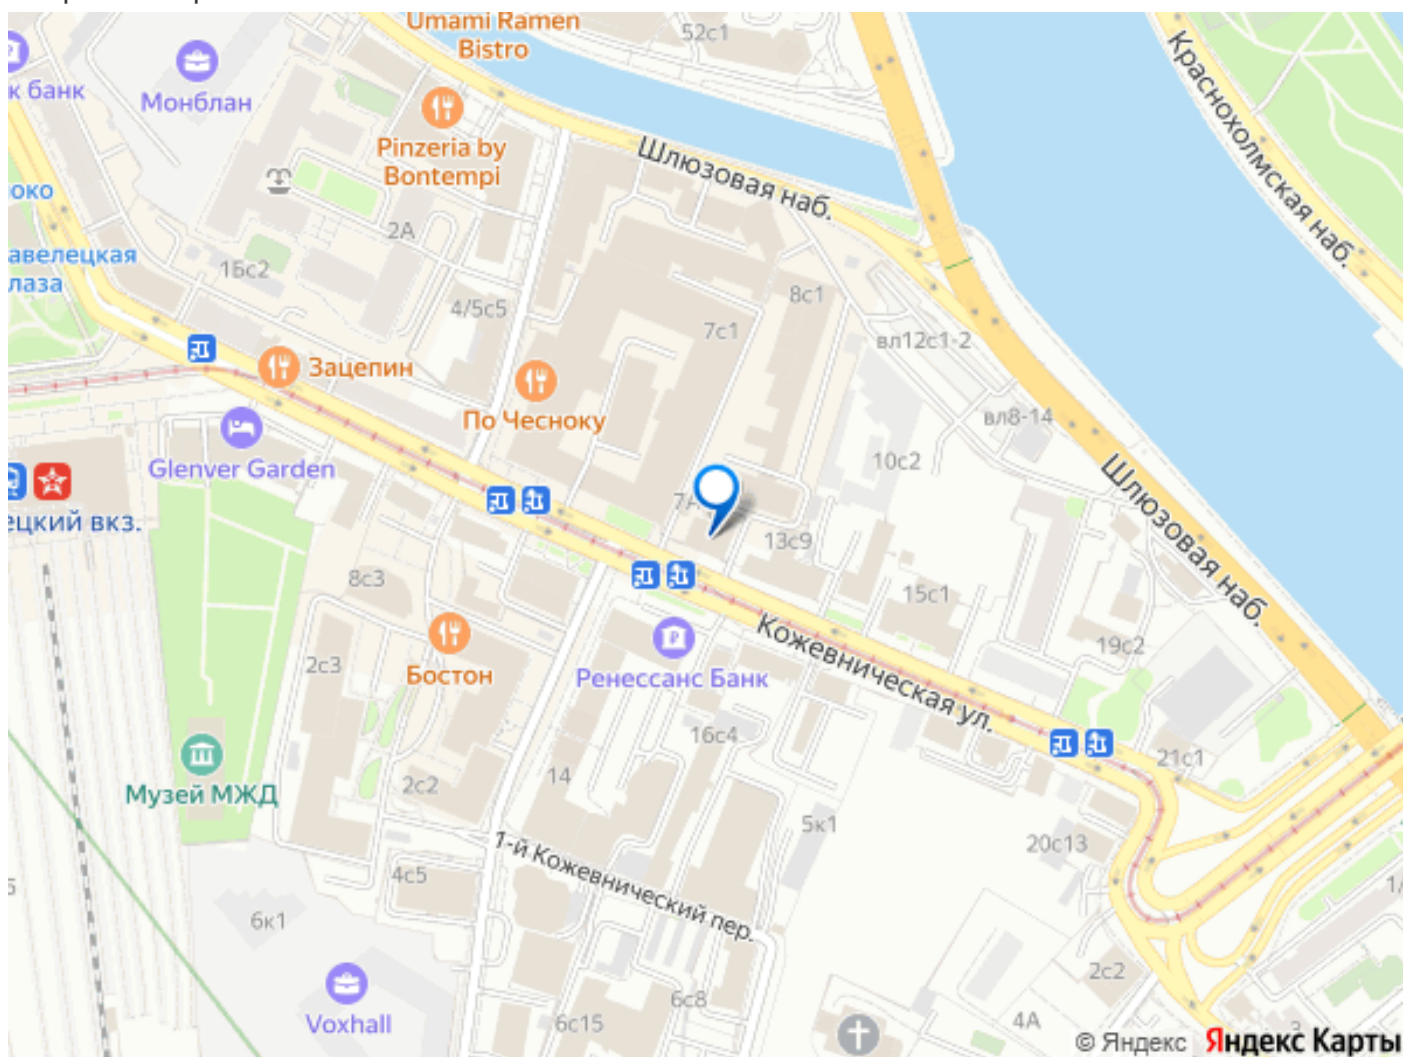 Umami Ramen
Bistro
52с1
Краснохолмская наб.
к банк
Монблан
Pinzeria by
Bontempi
Шлюзовая наб.
2А
авелецкая
лаза
1Бс2
4/5с5
8с1
7с1
вл12с1-2
Зацепин
По Чесноку
вл8-14
Glenver Garden
10с2
Шлюзовая наб.
ецкий вкз.
13с9
8с3
15с1
Кожевническая ул.
19с2
2с3
Бостон
Ренессанс Банк
16с4
21с1
Музей МЖД
2с2
14
5к1
20с13
1-й Кожевнический пер.
4с5
6к1
2с2
6с8
Voxhall
6с15
4А
3
© Яндекс
Яндекс Карты